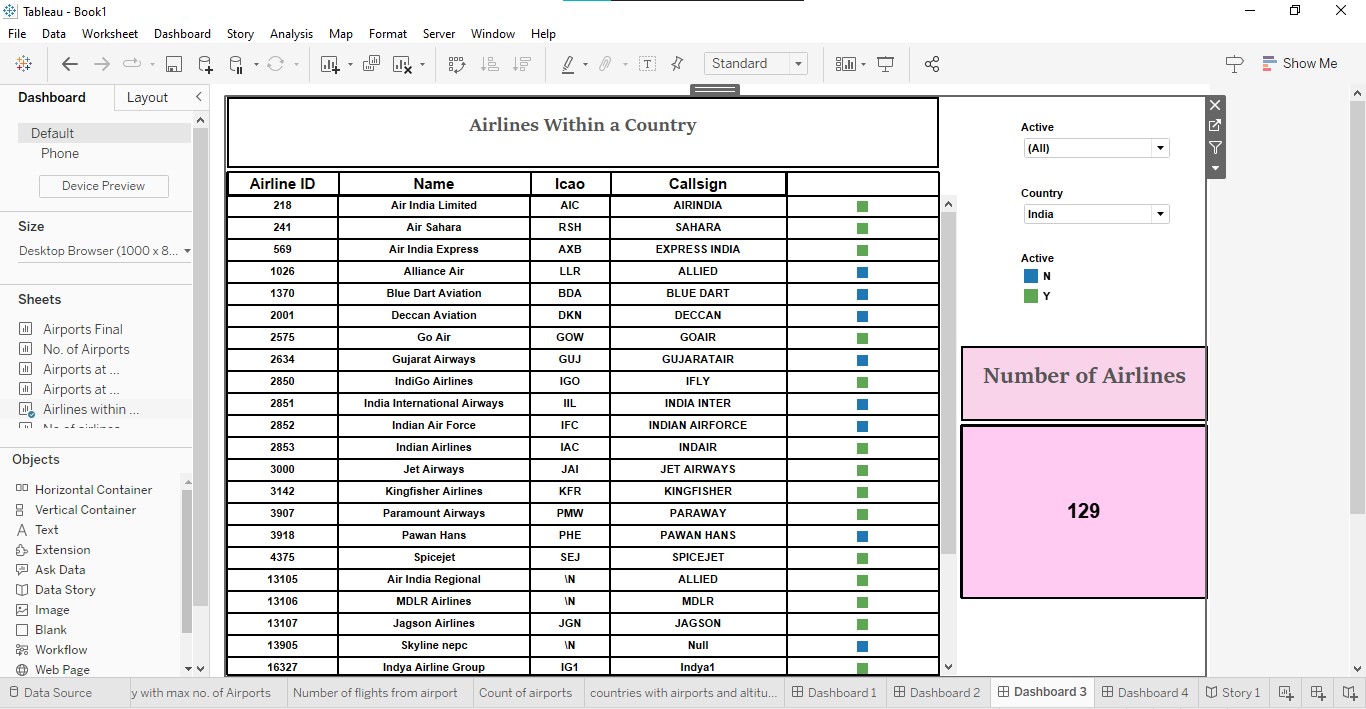 Tableau - Book1
File Data Worksheet Dashboard Story Analysis Map Format Server Window Help
Standard
Show Me
Dashboard Layout
Default
Phone
Device Preview
Size
Desktop Browser (1000 x 8...
Sheets
Airports Final
No. of Airports
Airports at ...
Airports at ...
Airlines within ...
Objects
Horizontal Container
Vertical Container
Text
Extension
Ask Data
Data Story
Image
Blank
Workflow
Web Page
Airlines Within a Country
Airline ID Name Icao Callsign
218 Air India Limited AIC AIRINDIA
241 Air Sahara RSH SAHARA
569 Air India Express AXB EXPRESS INDIA
1026 Alliance Air LLR ALLIED
1370 Blue Dart Aviation BDA BLUE DART
2001 Deccan Aviation DKN DECCAN
2575 Go Air GOW GOAIR
2634 Gujarat Airways GUJ GUJARATAIR
2850 IndiGo Airlines IGO IFLY
2851 India International Airways IIL INDIA INTER
2852 Indian Air Force IFC INDIAN AIRFORCE
2853 Indian Airlines IAC INDAIR
3000 Jet Airways JAI JET AIRWAYS
3142 Kingfisher Airlines KFR KINGFISHER
3907 Paramount Airways PMW PARAWAY
3918 Pawan Hans PHE PAWAN HANS
4375 Spicejet SEJ SPICEJET
13105 Air India Regional \N ALLIED
13106 MDLR Airlines \N MDLR
13107 Jagson Airlines JGN JAGSON
13905 Skyline nepc \N Null
16327 Indya Airline Group IG1 Indya1
Active
(All)
Country
India
Active
N
Y
Number of Airlines
129
Data Source y with max no. of Airports Number of flights from airport Count of airports countries with airports and altitu... Dashboard 1 Dashboard 2 Dashboard 3 Dashboard 4 Story 1